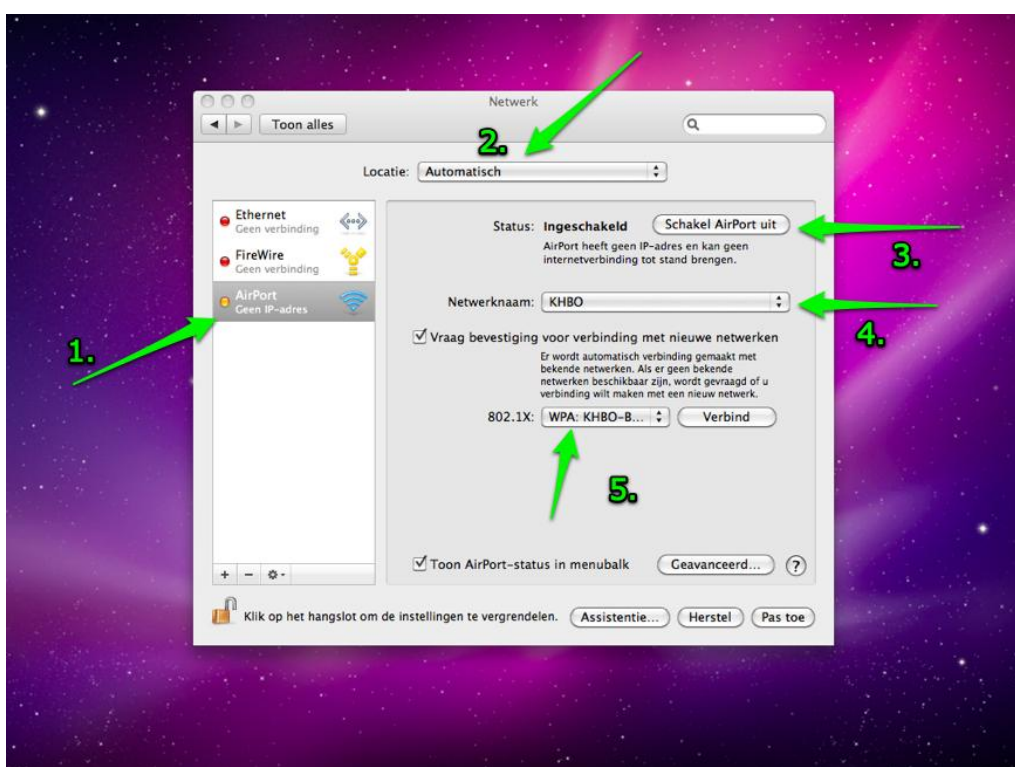 Netwerk
Toon alles
2.
Locatie: Automatisch
Ethernet
Geen verbinding
FireWire
Geen verbinding
AirPort
Geen IP-adres
1.
Status: Ingeschakeld Schakel AirPort uit
AirPort heeft geen IP-adres en kan geen
internetverbinding tot stand brengen.
3.
Netwerknaam: KHBO
4.
Vraag bevestiging voor verbinding met nieuwe netwerken
Er wordt automatisch verbinding gemaakt met
bekende netwerken. Als er geen bekende
netwerken beschikbaar zijn, wordt gevraagd of u
verbinding wilt maken met een nieuw netwerk.
802.1X: WPA: KHBO-B... Verbind
5.
Toon AirPort-status in menubalk Geavanceerd... ?
+ -
Klik op het hangslot om de instellingen te vergrendelen. Assistentie... Herstel Pas toe